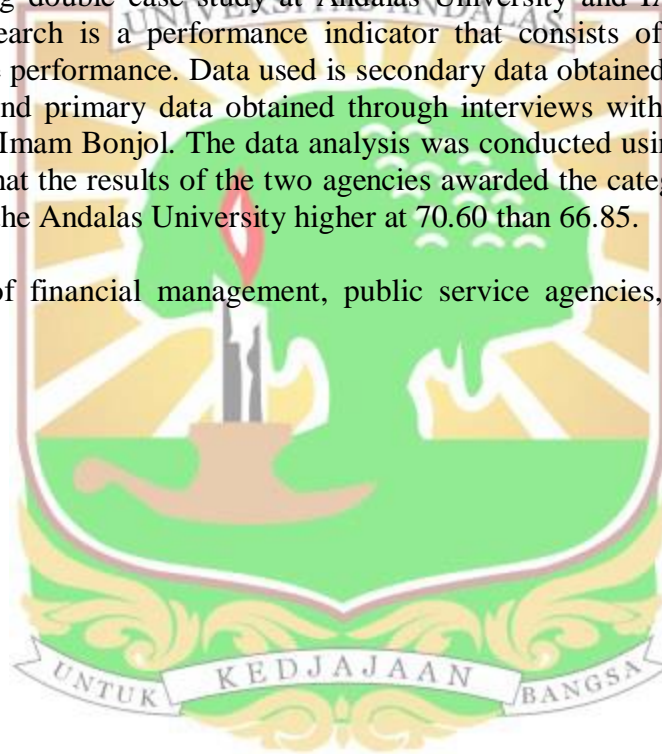 g double case study at Andalas University and IA
UNIVERSITAS ANDALAS
earch is a performance indicator that consists of
e performance. Data used is secondary data obtained
nd primary data obtained through interviews with
Imam Bonjol. The data analysis was conducted usin
hat the results of the two agencies awarded the categ
the Andalas University higher at 70.60 than 66.85.
of financial management, public service agencies,
UNTUK KEDJAJAAN BANGSA